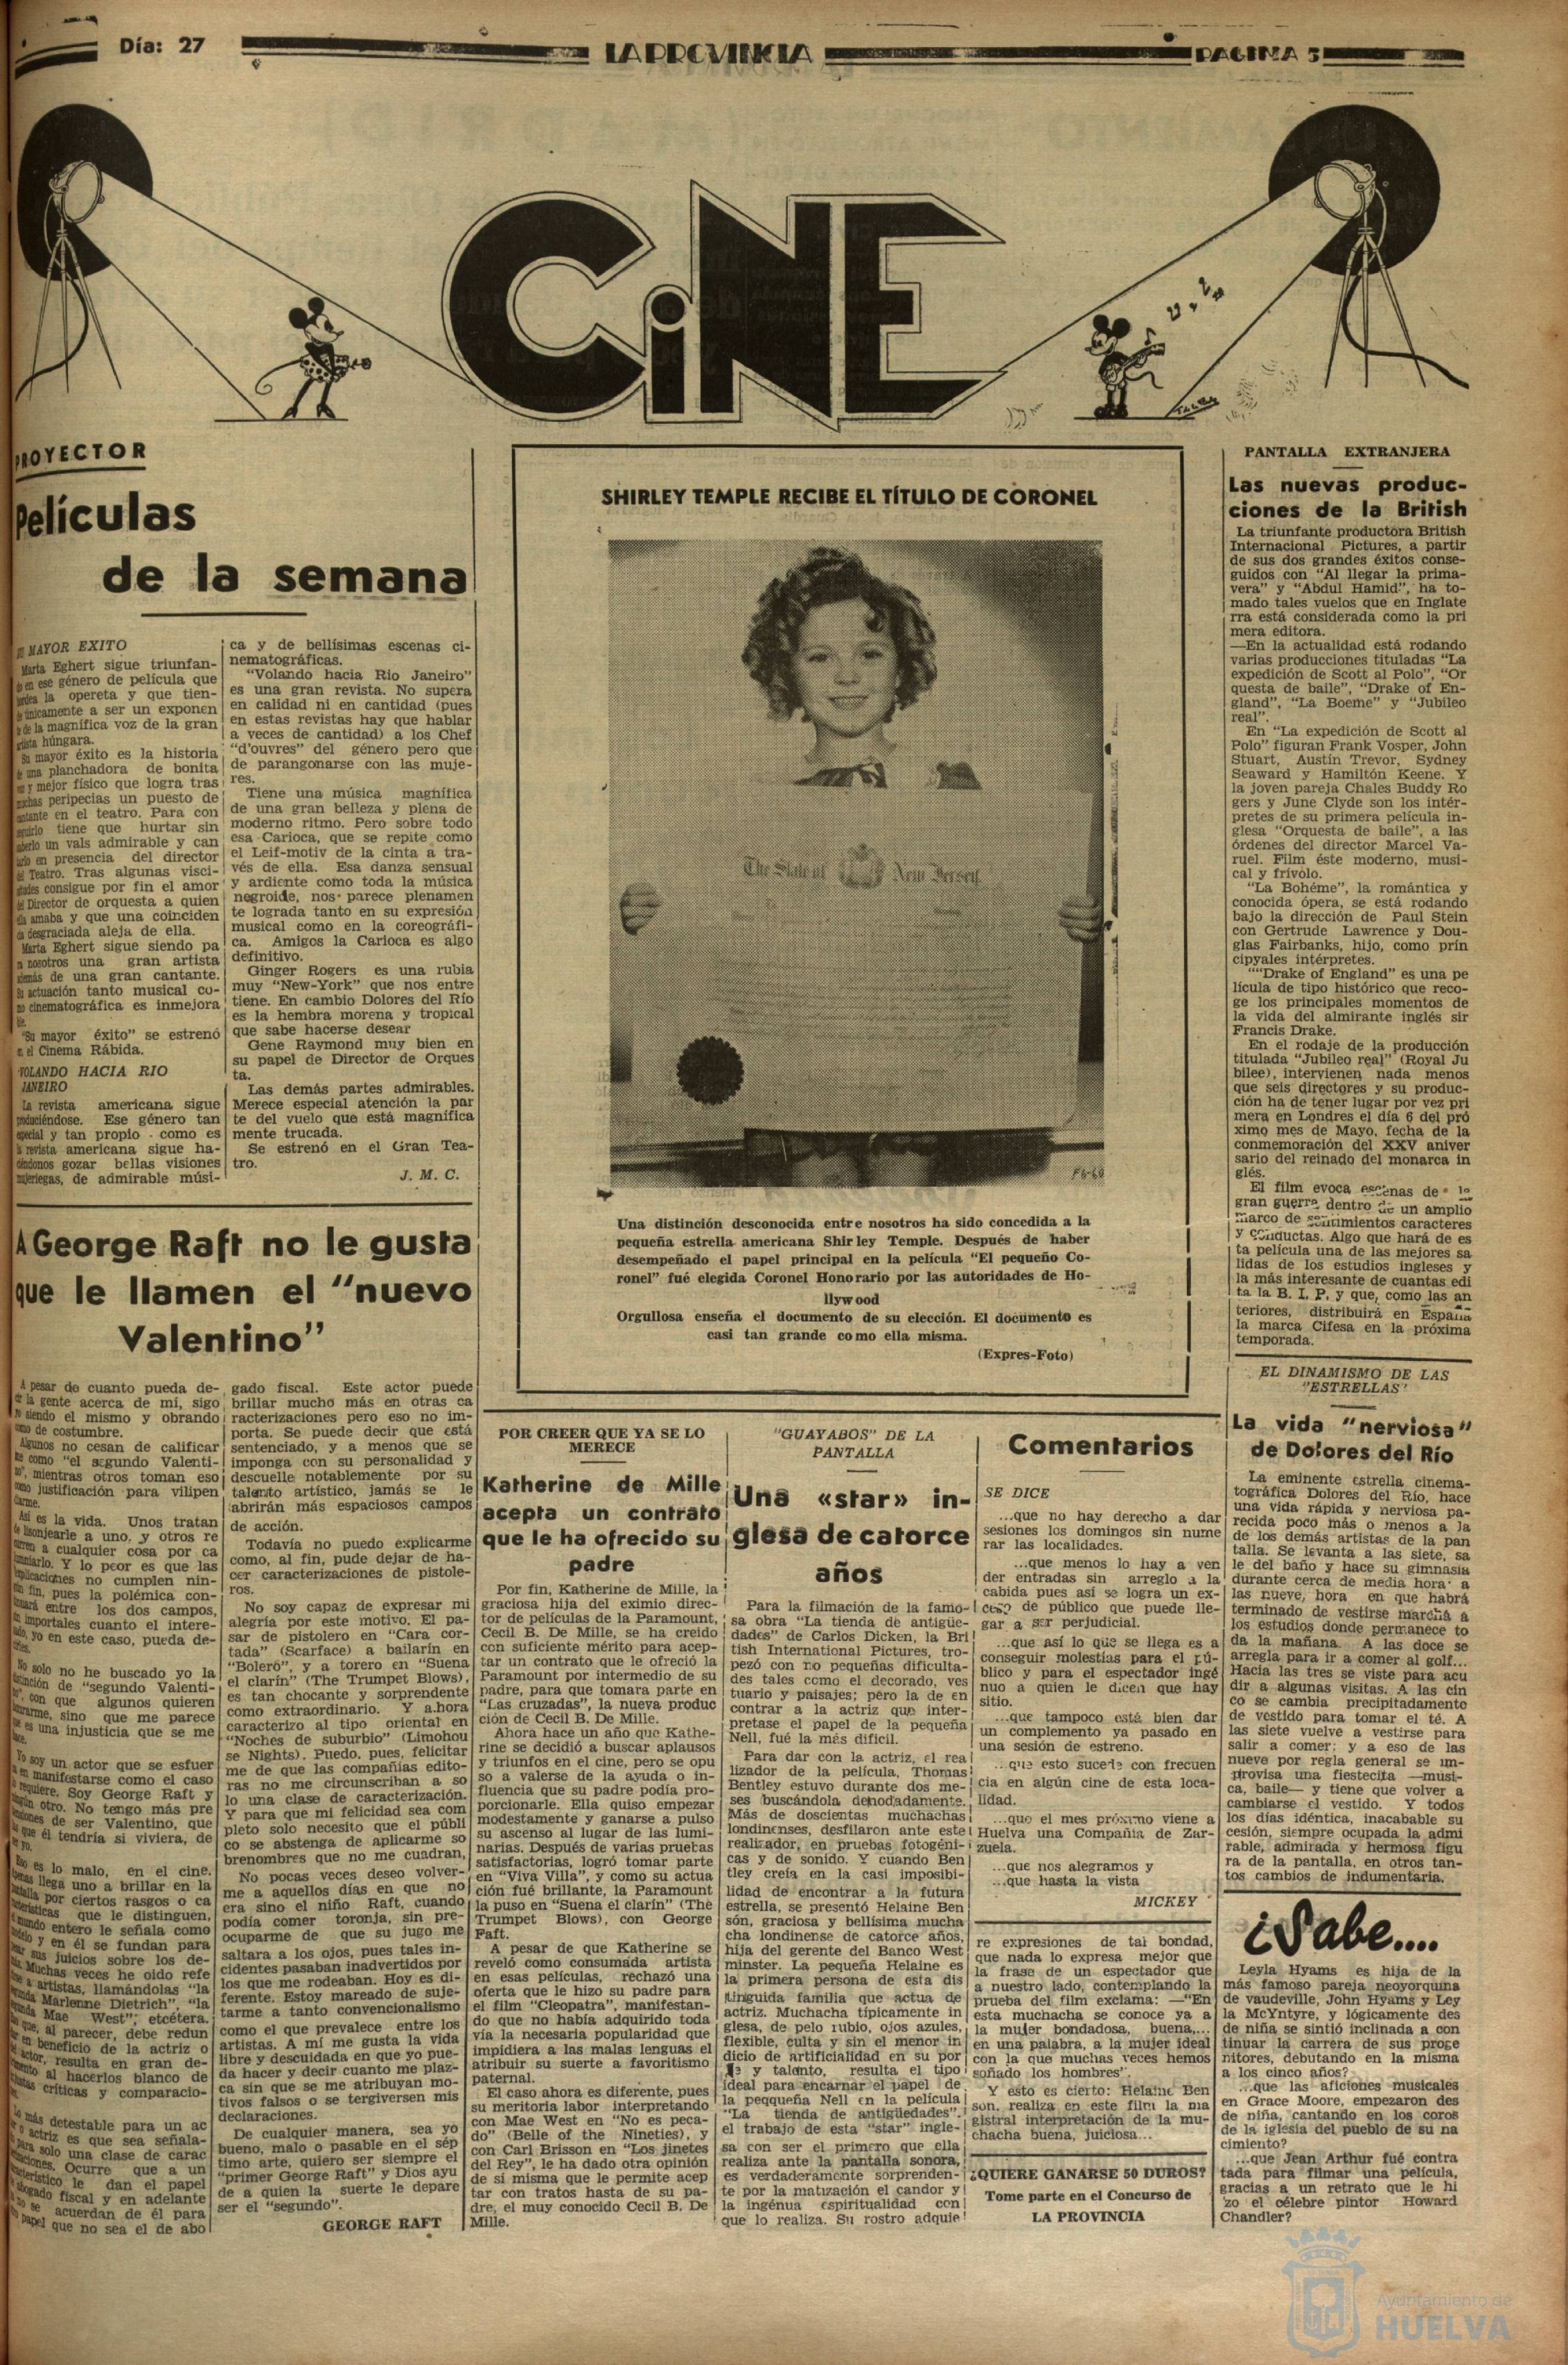 Día: 27
LA PROVINCIA
PAGINA 3
CiNE
PROYECTOR
Películas
de la semana
SU MAYOR EXITO
Marta Eghert sigue triunfan-
do en ese género de película que
bordea la opereta y que tien-
de únicamente a ser un exponen
te de la magnífica voz de la gran
artista húngara.
Su mayor éxito es la historia
de una planchadora de bonita
voz y mejor físico que logra tras
muchas peripecias un puesto de
cantante en el teatro. Para con
seguirlo tiene que hurtar sin
saberlo un vals admirable y can
tarlo en presencia del director
del Teatro. Tras algunas visci-
tudes consigue por fin el amor
del Director de orquesta a quien
ella amaba y que una coinciden
cia desgraciada aleja de ella.
Marta Eghert sigue siendo pa
ra nosotros una gran artista
además de una gran cantante.
Su actuación tanto musical co-
mo cinematográfica es inmejora
ble.
"Su mayor éxito" se estrenó
en el Cinema Rábida.
VOLANDO HACIA RIO
JANEIRO
La revista americana sigue
produciéndose. Ese género tan
especial y tan propio como es
la revista americana sigue ha-
ciéndonos gozar bellas visiones
mujeriegas, de admirable músi-
ca y de bellísimas escenas ci-
nematográficas.
"Volando hacia Rio Janeiro"
es una gran revista. No supera
en calidad ni en cantidad (pues
en estas revistas hay que hablar
a veces de cantidad) a los Chef
"d'ouvres" del género pero que
de parangonarse con las muje-
res.
Tiene una música magnífica
de una gran belleza y plena de
moderno ritmo. Pero sobre todo
esa Carioca, que se repite como
el Leif-motiv de la cinta a tra-
vés de ella. Esa danza sensual
y ardiente como toda la música
negroide, nos parece plenamen
te lograda tanto en su expresión
musical como en la coreográfi-
ca. Amigos la Carioca es algo
definitivo.
Ginger Rogers es una rubia
muy "New-York" que nos entre
tiene. En cambio Dolores del Río
es la hembra morena y tropical
que sabe hacerse desear
Gene Raymond muy bien en
su papel de Director de Orques
ta.
Las demás partes admirables.
Merece especial atención la par
te del vuelo que está magnífica
mente trucada.
Se estrenó en el Gran Tea-
tro.
J. M. C.
A George Raft no le gusta
que le llamen el "nuevo
Valentino"
A pesar de cuanto pueda de-
cir la gente acerca de mí, sigo
yo siendo el mismo y obrando
como de costumbre.
Algunos no cesan de calificar
me como "el segundo Valenti-
no", mientras otros toman eso
como justificación para vilipen
diarme.
Así es la vida. Unos tratan
de lisonjearle a uno, y otros re
curren a cualquier cosa por ca
lumniarlo. Y lo peor es que las
explicaciones no cumplen nin-
gún fin, pues la polémica con-
tinuará entre los dos campos,
sin importales cuanto el intere-
sado, yo en este caso, pueda de-
cirles.
No solo no he buscado yo la
distinción de "segundo Valenti-
no", con que algunos quieren
honrarme, sino que me parece
que es una injusticia que se me
hace.
Yo soy un actor que se esfuer
za en manifestarse como el caso
lo requiere. Soy George Raft y
ningún otro. No tengo más pre
tensiones de ser Valentino, que
las que él tendría si viviera, de
ser yo.
Eso es lo malo, en el cine.
Apenas llega uno a brillar en la
pantalla por ciertos rasgos o ca
racterísticas que le distinguen,
el mundo entero le señala como
modelo y en él se fundan para
basar sus juicios sobre los de-
más. Muchas veces he oído refe
rirse a artistas, llamándolas "la
segunda Marlenne Dietrich", "la
segunda Mae West", etcétera.
Lo que, al parecer, debe redun
dar en beneficio de la actriz o
el actor, resulta en gran de-
trimento al hacerlos blanco de
injustas críticas y comparacio-
nes.
Lo más detestable para un ac
tor o actriz es que sea señala-
do para solo una clase de carac
terizaciones. Ocurre que a un
característico le dan el papel
de abogado fiscal y en adelante
ya no se acuerdan de él para
un papel que no sea el de abo
gado fiscal. Este actor puede
brillar mucho más en otras ca
racterizaciones pero eso no im-
porta. Se puede decir que está
sentenciado, y a menos que se
imponga con su personalidad y
descuelle notablemente por su
talento artístico, jamás se le
abrirán más espaciosos campos
de acción.
Todavía no puedo explicarme
como, al fin, pude dejar de ha-
cer caracterizaciones de pistole-
ros.
No soy capaz de expresar mi
alegría por este motivo. El pa-
sar de pistolero en "Cara cor-
tada" (Scarface) a bailarín en
"Bolero", y a torero en "Suena
el clarín" (The Trumpet Blows),
es tan chocante y sorprendente
como extraordinario. Y ahora
caracterizo al tipo oriental en
"Noches de suburbio" (Limohou
se Nights). Puedo, pues, felicitar
me de que las compañías edito-
ras no me circunscriban a so
lo una clase de caracterización.
Y para que mi felicidad sea com
pleto solo necesito que el públi
co se abstenga de aplicarme so
brenombres que no me cuadran.
No pocas veces deseo volver-
me a aquellos días en que no
era sino el niño Raft, cuando
podía comer toronja, sin pre-
ocuparme de que su jugo me
saltara a los ojos, pues tales in-
cidentes pasaban inadvertidos por
los que me rodeaban. Hoy es di-
ferente. Estoy mareado de suje-
tarme a tanto convencionalismo
como el que prevalece entre los
artistas. A mí me gusta la vida
libre y descuidada en que yo pue-
da hacer y decir cuanto me plaz-
ca sin que se me atribuyan mo-
tivos falsos o se tergiversen mis
declaraciones.
De cualquier manera, sea yo
bueno, malo o pasable en el sép
timo arte, quiero ser siempre el
"primer George Raft" y Dios ayu
de a quien la suerte le depare
ser el "segundo".
GEORGE RAFT
SHIRLEY TEMPLE RECIBE EL TÍTULO DE CORONEL
The State of New Jersey
F6-60
Una distinción desconocida entre nosotros ha sido concedida a la
pequeña estrella americana Shirley Temple. Después de haber
desempeñado el papel principal en la película "El pequeño Co-
ronel" fué elegida Coronel Honorario por las autoridades de Ho-
llywood
Orgullosa enseña el documento de su elección. El documento es
casi tan grande como ella misma.
(Expres-Foto)
POR CREER QUE YA SE LO
MERECE
Katherine de Mille
acepta un contrato
que le ha ofrecido su
padre
Por fin, Katherine de Mille, la
graciosa hija del eximio direc-
tor de películas de la Paramount,
Cecil B. De Mille, se ha creido
con suficiente mérito para acep-
tar un contrato que le ofreció la
Paramount por intermedio de su
padre, para que tomara parte en
"Las cruzadas", la nueva produc
ción de Cecil B. De Mille.
Ahora hace un año que Kathe-
rine se decidió a buscar aplausos
y triunfos en el cine, pero se opu
so a valerse de la ayuda o in-
fluencia que su padre podía pro-
porcionarle. Ella quiso empezar
modestamente y ganarse a pulso
su ascenso al lugar de las lumi-
narias. Después de varias pruebas
satisfactorias, logró tomar parte
en "Viva Villa", y como su actua
ción fué brillante, la Paramount
la puso en "Suena el clarín" (The
Trumpet Blows), con George
Raft.
A pesar de que Katherine se
reveló como consumada artista
en esas películas, rechazó una
oferta que le hizo su padre para
el film "Cleopatra", manifestan-
do que no había adquirido toda
vía la necesaria popularidad que
impidiera a las malas lenguas el
atribuir su suerte a favoritismo
paternal.
El caso ahora es diferente, pues
su meritoria labor interpretando
con Mae West en "No es peca-
do" (Belle of the Nineties), y
con Carl Brisson en "Los jinetes
del Rey", le ha dado otra opinión
de sí misma que le permite acep
tar con tratos hasta de su pa-
dre, el muy conocido Cecil B. De
Mille.
"GUAYABOS" DE LA
PANTALLA
Una «star» in-
glesa de catorce
años
Para la filmación de la famo-
sa obra "La tienda de antigüe-
dades" de Carlos Dicken, la Bri
tish International Pictures, tro-
pezó con no pequeñas dificulta-
des tales como el decorado, ves
tuario y paisajes; pero la de en
contrar a la actriz que inter-
pretase el papel de la pequeña
Nell, fué la más difícil.
Para dar con la actriz, el rea
lizador de la película, Thomas
Bentley estuvo durante dos me-
ses buscándola denodadamente.
Más de doscientas muchachas
londinenses, desfilaron ante este
realizador, en pruebas fotogéni-
cas y de sonido. Y cuando Ben
tley creía en la casi imposibi-
lidad de encontrar a la futura
estrella, se presentó Helaine Ben
són, graciosa y bellísima mucha
cha londinense de catorce años,
hija del gerente del Banco West
minster. La pequeña Helaine es
la primera persona de esta dis
tinguida familia que actua de
actriz. Muchacha típicamente in
glesa, de pelo rubio, ojos azules,
flexible, culta y sin el menor in
dicio de artificialidad en su por
te y talento, resulta el tipo
ideal para encarnar el papel de
la peqqueña Nell en la película
"La tienda de antigüedades".
el trabajo de esta "star" ingle-
sa con ser el primero que ella
realiza ante la pantalla sonora,
es verdaderamente sorprenden-
te por la matización el candor y
la ingénua espiritualidad con
que lo realiza. Su rostro adquie
Comentarios
SE DICE
...que no hay derecho a dar
sesiones los domingos sin nume
rar las localidades.
...que menos lo hay a ven
der entradas sin arreglo a la
cabida pues así se logra un ex-
ceso de público que puede lle-
gar a ser perjudicial.
...que así lo que se llega es a
conseguir molestias para el pú-
blico y para el espectador ingé
nuo a quien le dicen que hay
sitio.
...que tampoco está bien dar
un complemento ya pasado en
una sesión de estreno.
...que esto sucede con frecuen
cia en algún cine de esta loca-
lidad.
...que el mes próximo viene a
Huelva una Compañía de Zar-
zuela.
...que nos alegramos y
...que hasta la vista
MICKEY
re expresiones de tal bondad,
que nada lo expresa mejor que
la frase de un espectador que
a nuestro lado, contemplando la
prueba del film exclama: —"En
esta muchacha se conoce ya a
la mujer bondadosa, buena,...
en una palabra, a la mujer ideal
con la que muchas veces hemos
soñado los hombres".
Y esto es cierto: Helaine Ben
son, realiza en este film la ma
gistral interpretación de la mu-
chacha buena, juiciosa...
¿QUIERE GANARSE 50 DUROS?
Tome parte en el Concurso de
LA PROVINCIA
PANTALLA EXTRANJERA
Las nuevas produc-
ciones de la British
La triunfante productora British
Internacional Pictures, a partir
de sus dos grandes éxitos conse-
guidos con "Al llegar la prima-
vera" y "Abdul Hamid", ha to-
mado tales vuelos que en Inglate
rra está considerada como la pri
mera editora.
—En la actualidad está rodando
varias producciones tituladas "La
expedición de Scott al Polo", "Or
questa de baile", "Drake of En-
gland", "La Boeme" y "Jubileo
real".
En "La expedición de Scott al
Polo" figuran Frank Vosper, John
Stuart, Austin Trevor, Sydney
Seaward y Hamiltón Keene. Y
la joven pareja Chales Buddy Ro
gers y June Clyde son los intér-
pretes de su primera película in-
glesa "Orquesta de baile", a las
órdenes del director Marcel Va-
ruel. Film éste moderno, musi-
cal y frívolo.
"La Bohéme", la romántica y
conocida ópera, se está rodando
bajo la dirección de Paul Stein
con Gertrude Lawrence y Dou-
glas Fairbanks, hijo, como prin
cipyales intérpretes.
""Drake of England" es una pe
lícula de tipo histórico que reco-
ge los principales momentos de
la vida del almirante inglés sir
Francis Drake.
En el rodaje de la producción
titulada "Jubileo real" (Royal Ju
bilee), intervienen nada menos
que seis directores y su produc-
ción ha de tener lugar por vez pri
mera en Londres el día 6 del pró
ximo mes de Mayo, fecha de la
conmemoración del XXV aniver
sario del reinado del monarca in
glés.
El film evoca escenas de la
gran guerra dentro de un amplio
marco de sentimientos caracteres
y conductas. Algo que hará de es
ta película una de las mejores sa
lidas de los estudios ingleses y
la más interesante de cuantas edi
ta la B. I. P. y que, como las an
teriores, distribuirá en España
la marca Cifesa en la próxima
temporada.
EL DINAMISMO DE LAS
"ESTRELLAS"
La vida "nerviosa"
de Dolores del Río
La eminente estrella cinema-
tográfica Dolores del Río, hace
una vida rápida y nerviosa pa-
recida poco más o menos a la
de los demás artistas de la pan
talla. Se levanta a las siete, sa
le del baño y hace su gimnasia
durante cerca de media hora a
las nueve, hora en que habrá
terminado de vestirse marcha a
los estudios donde permanece to
da la mañana. A las doce se
arregla para ir a comer al golf...
Hacia las tres se viste para acu
dir a algunas visitas. A las cin
co se cambia precipitadamente
de vestido para tomar el té. A
las siete vuelve a vestirse para
salir a comer; y a eso de las
nueve por regla general se im-
provisa una fiestecita —musi-
ca, baile— y tiene que volver a
cambiarse el vestido. Y todos
los días idéntica, inacabable su
cesión, siempre ocupada la admi
rable, admirada y hermosa figu
ra de la pantalla, en otros tan-
tos cambios de indumentaria.
¿Sabe....
Leyla Hyams es hija de la
más famoso pareja neoyorquina
de vaudeville, John Hyams y Ley
la McYntyre, y lógicamente des
de niña se sintió inclinada a con
tinuar la carrera de sus proge
nitores, debutando en la misma
a los cinco años?
...que las aficiones musicales
en Grace Moore, empezaron des
de niña, cantando en los coros
de la iglesia del pueblo de su na
cimiento?
...que Jean Arthur fué contra
tada para filmar una película,
gracias a un retrato que le hi
zo el célebre pintor Howard
Chandler?
Ayuntamiento de
HUELVA